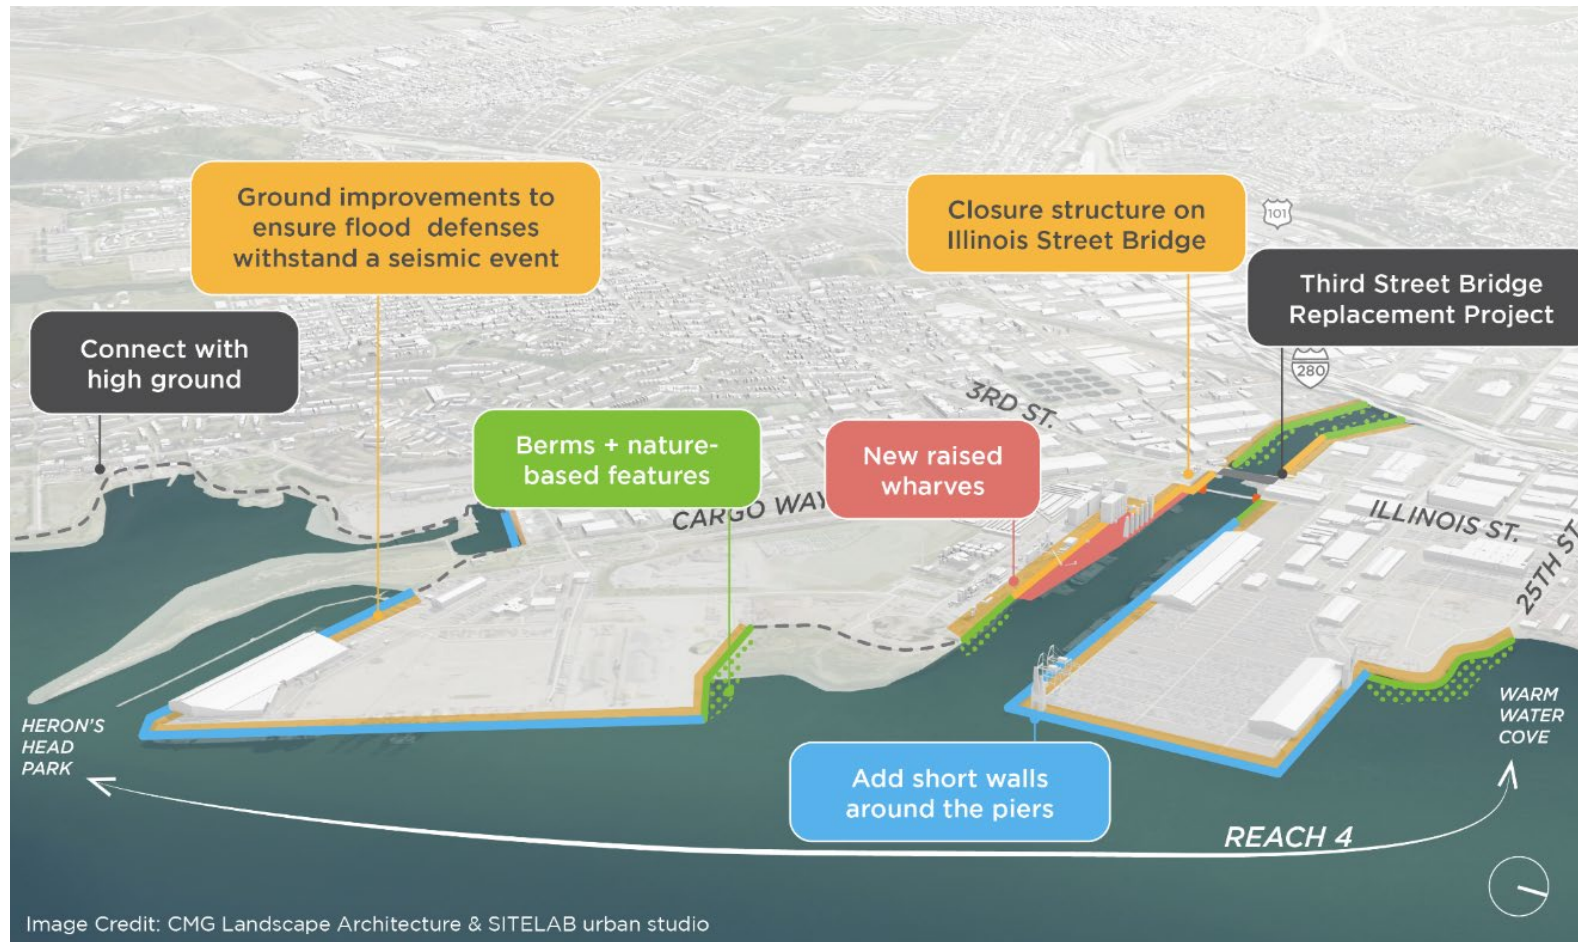 Ground improvements to
ensure flood defenses
withstand a seismic event
Closure structure on
Illinois Street Bridge
101
Third Street Bridge
Replacement Project
Connect with
high ground
280
3RD ST.
Berms + nature-
based features
New raised
wharves
CARGO WAY
ILLINOIS ST.
25TH ST.
HERON'S
HEAD
PARK
WARM
WATER
COVE
Add short walls
around the piers
REACH 4
Image Credit: CMG Landscape Architecture & SITELAB urban studio